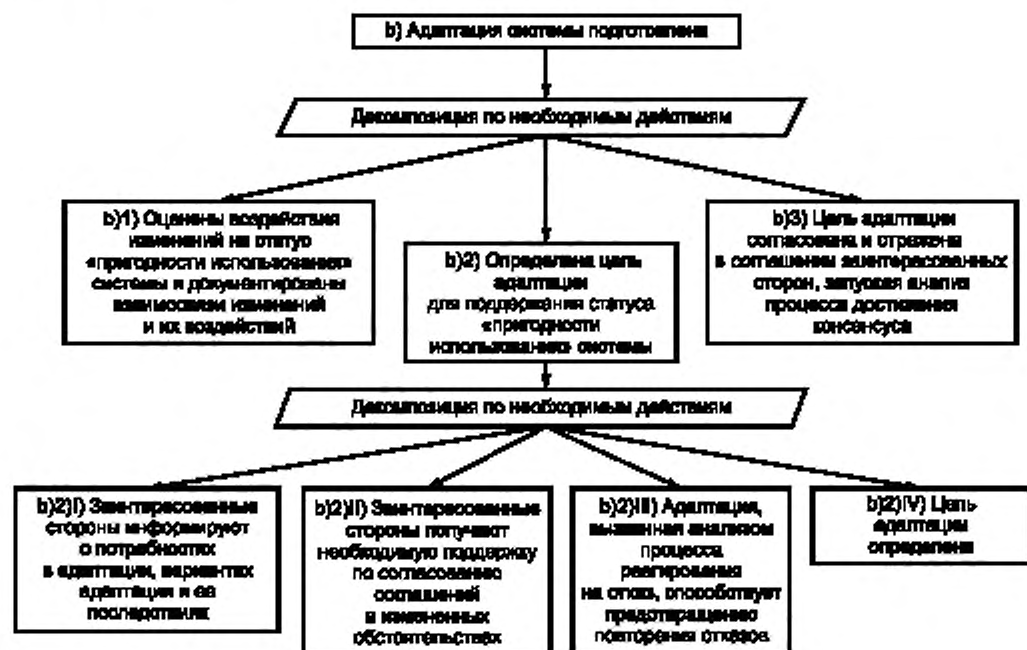 b) Адаптация системы подготовлена
Декомпозиция по необходимым действиям
b)1) Оценены воздействия
изменений на статус
«пригодности использования»
системы и документированы
взаимосвязи изменений
и их воздействий
b)2) Определена цель
адаптации
для поддержания статуса
«пригодности
использования» системы
b)3) Цель адаптации
согласована и отражена
в соглашении заинтересованных
сторон, запуская анализ
процесса достижения
консенсуса
Декомпозиция по необходимым действиям
b)2)I) Заинтересованные
стороны информируют
о потребностях
в адаптации, вариантах
адаптации и ее
последствиях
b)2)II) Заинтересованные
стороны получают
необходимую поддержку
по согласованию
соглашений
в измененных
обстоятельствах
b)2)III) Адаптация,
вызванная анализом
процесса
реагирования
на отказ, способствует
предотвращению
повторения отказов
b)2)IV) Цель
адаптации
определена